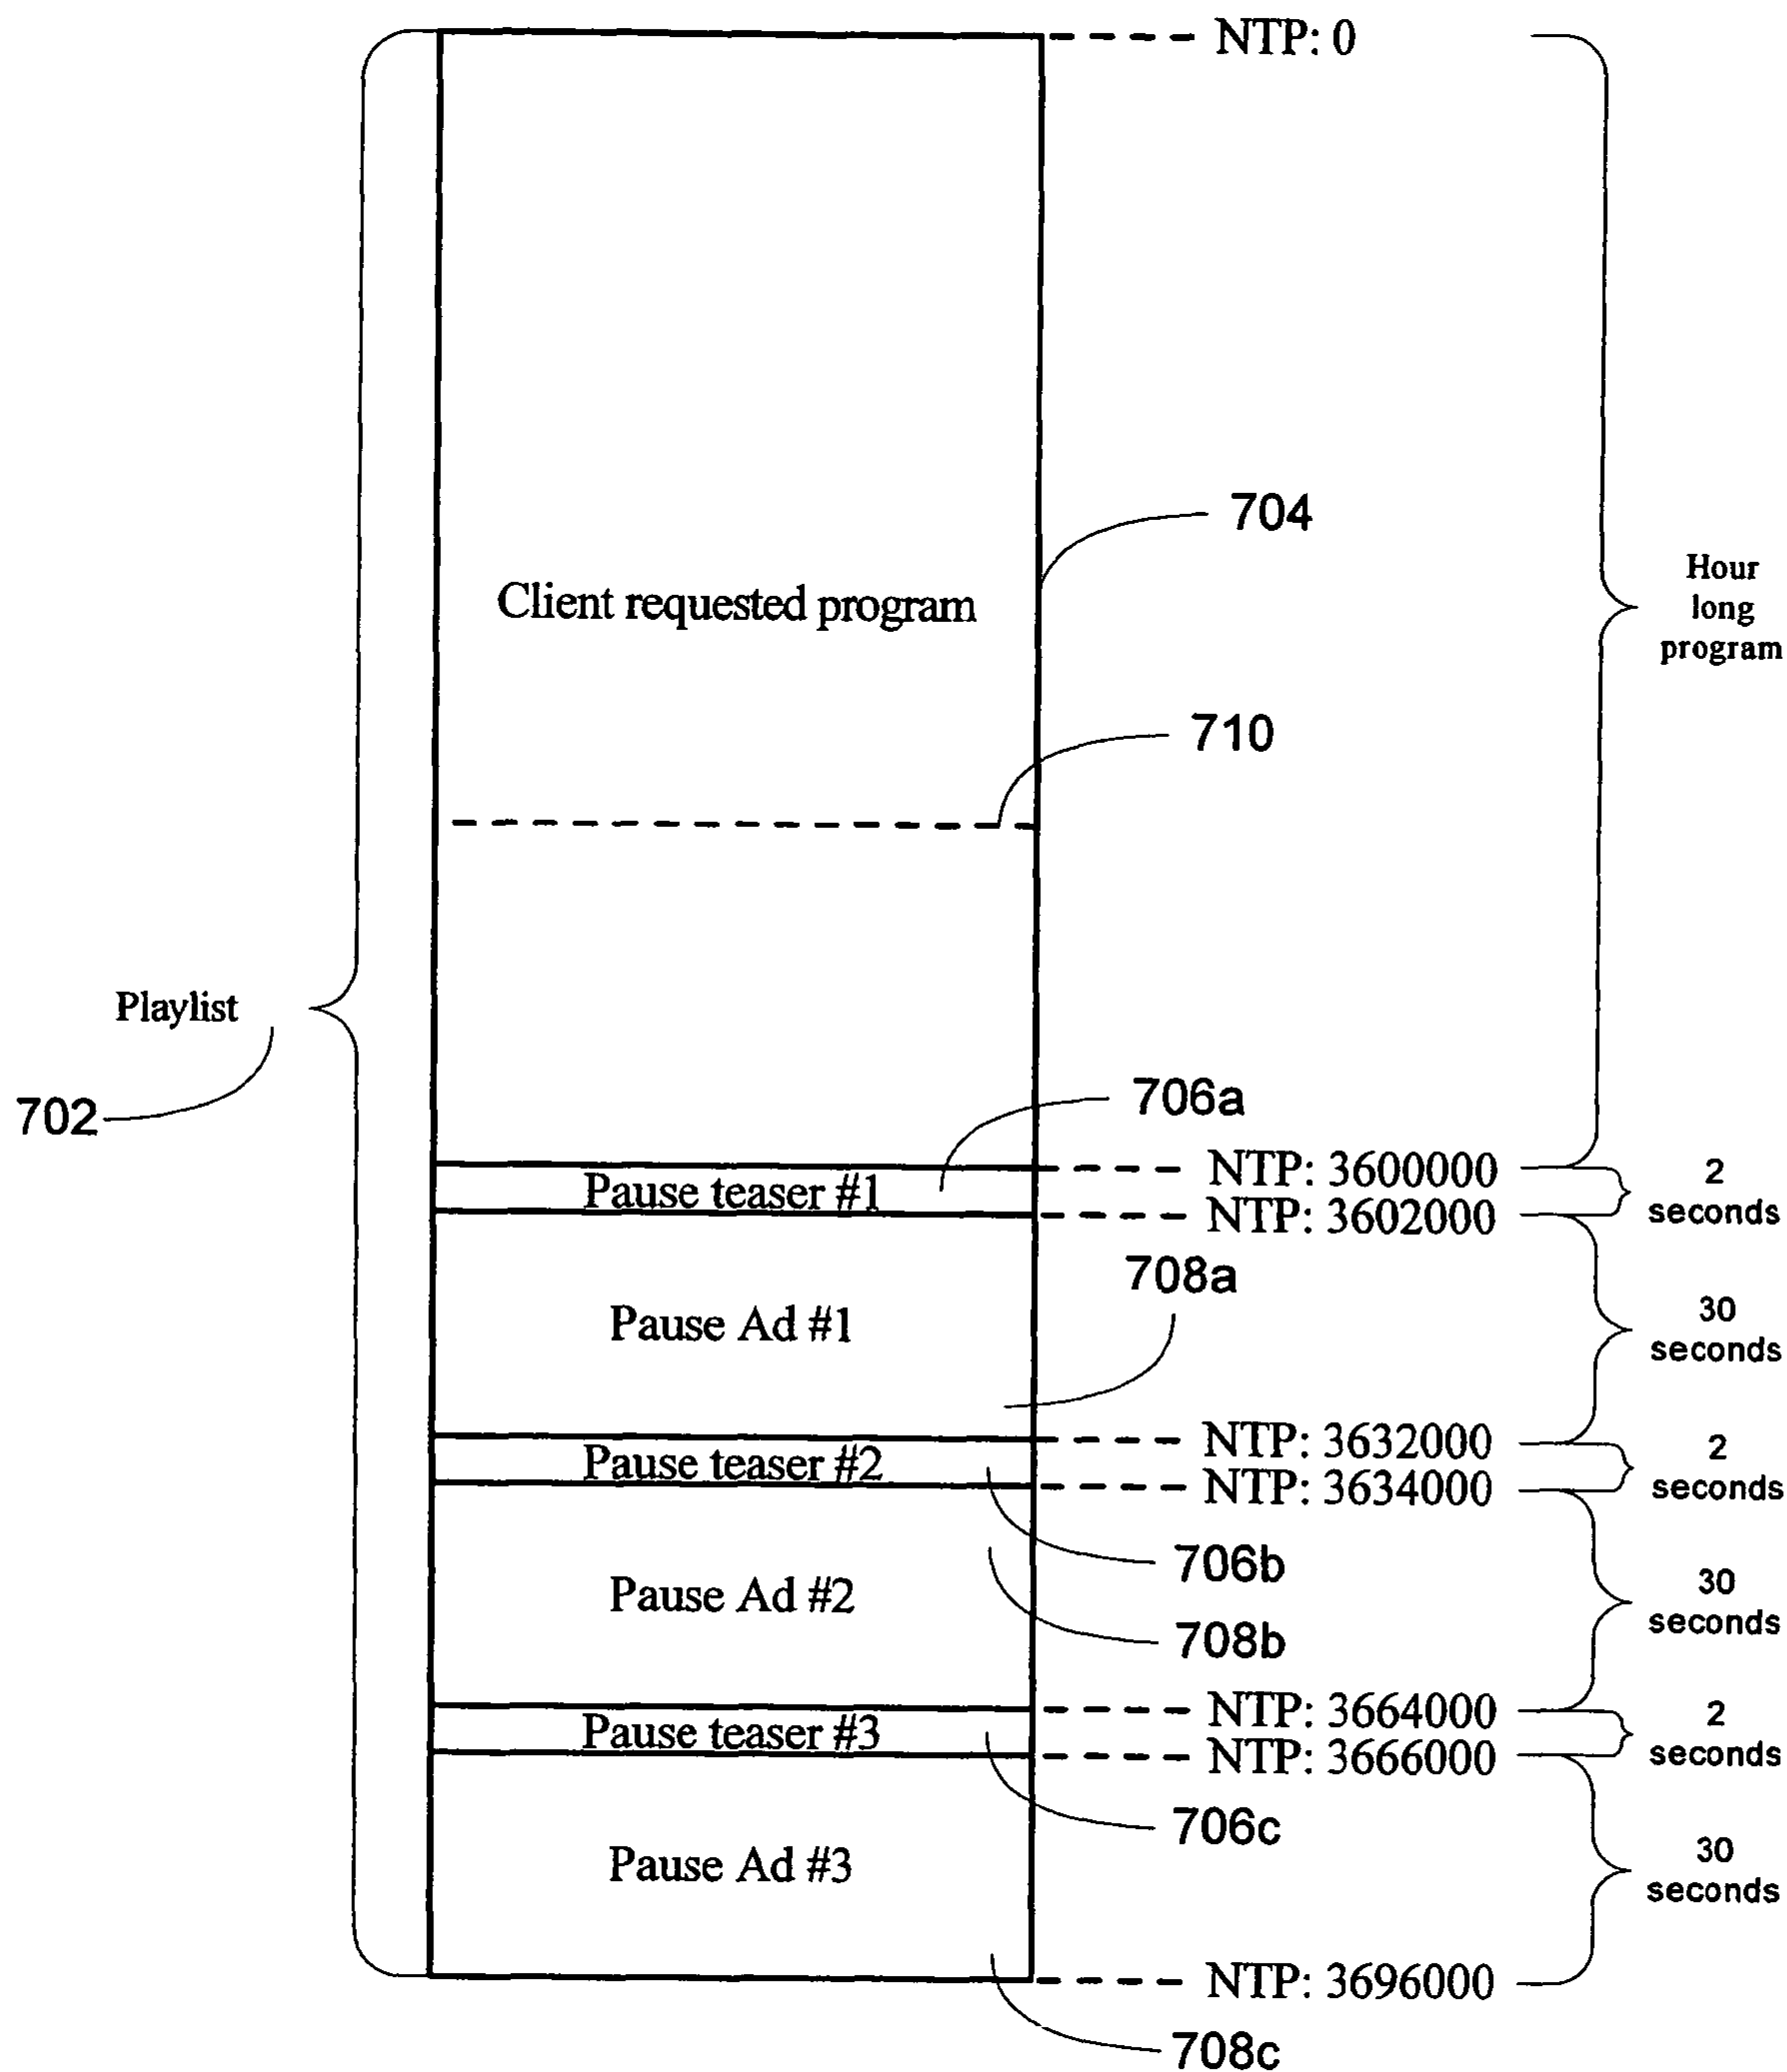 NTP: 0
704
Hour
long
program
Client requested program
710
Playlist
702
706a
NTP: 3600000
2
seconds
Pause teaser #1
NTP: 3602000
708a
Pause Ad #1
30
seconds
NTP: 3632000
2
seconds
Pause teaser #2
NTP: 3634000
706b
Pause Ad #2
30
seconds
708b
NTP: 3664000
2
seconds
Pause teaser #3
NTP: 3666000
706c
Pause Ad #3
30
seconds
NTP: 3696000
708c